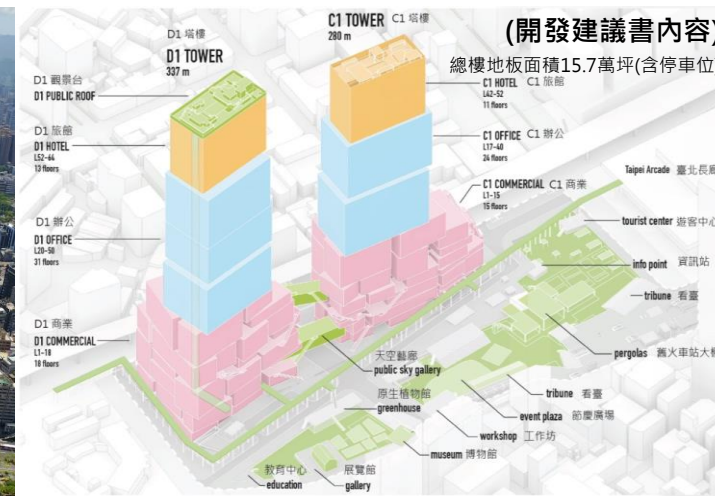 (開發建議書內容)
總樓地板面積15.7萬坪(含停車位
D1 塔樓
D1 TOWER
337 m
C1 TOWER C1 塔樓
280 m
D1 觀景台
D1 PUBLIC ROOF
D1 旅館
D1 HOTEL
L52-64
13 floors
D1 辦公
D1 OFFICE
L20-50
31 floors
D1 商業
D1 COMMERCIAL
L1-18
18 floors
C1 HOTEL C1 旅館
L42-52
11 floors
C1 OFFICE C1 辦公
L17-40
24 floors
C1 COMMERCIAL C1 商業
L1-15
15 floors
Taipei Arcade 臺北長廊
tourist center 遊客中心
info point 資訊站
tribune 看臺
pergolas 舊火車站大棚
天空藝廊
public sky gallery
原生植物館
greenhouse
tribune 看臺
event plaza 節慶廣場
workshop 工作坊
museum 博物館
教育中心
education
展覽館
gallery